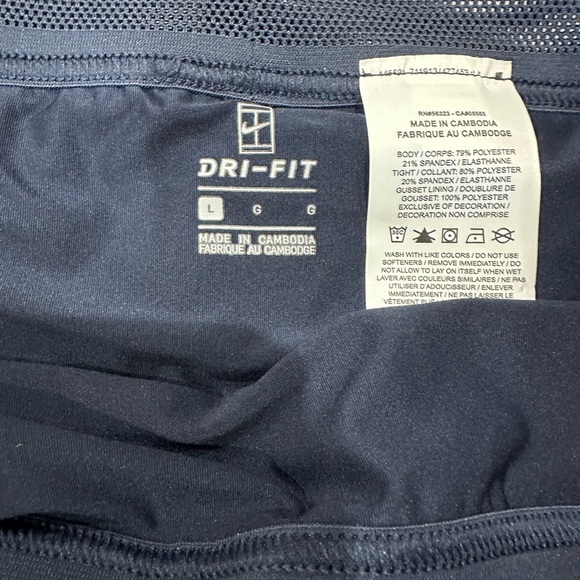 DRI-FIT
L G G
MADE IN CAMBODIA
FABRIQUE AU CAMBODGE
RN#56323 - CA#05553
MADE IN CAMBODIA
FABRIQUE AU CAMBODGE
BODY / CORPS: 79% POLYESTER
21% SPANDEX / ELASTHANNE
TIGHT / COLLANT: 80% POLYESTER
20% SPANDEX / ELASTHANNE
GUSSET LINING / DOUBLURE DE
GOUSSET: 100% POLYESTER
EXCLUSIVE OF DECORATION /
DECORATION NON COMPRISE
WASH WITH LIKE COLORS / DO NOT USE
SOFTENERS / REMOVE IMMEDIATELY / DO
NOT ALLOW TO LAY ON ITSELF WHEN WET
LAVER AVEC COULEURS SIMILAIRES / NE PAS
UTILISER D'ADOUCISSEUR / ENLEVER
IMMEDIATEMENT / NE PAS LAISSER LE
VÊTEMENT